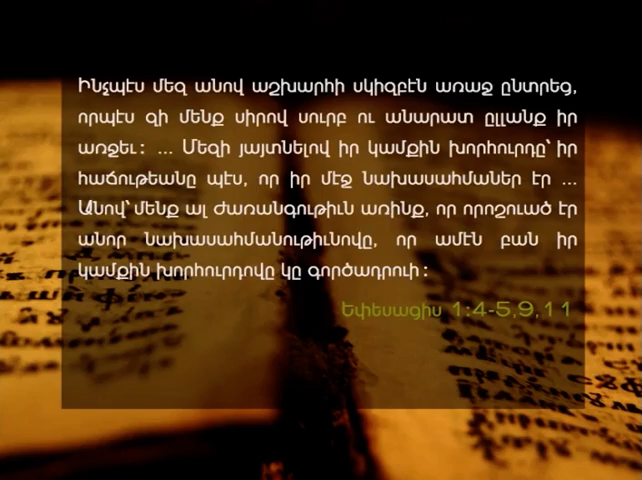 Ինչպէս մեզ անով աշխարհի սկիզբէն առաջ ընտրեց,
որպէս զի մենք սիրով սուրբ ու անարատ ըլլանք իր
առջեւ: ... Մեզի յայտնելով իր կամքին խորհուրդը՝ իր
հաճութեանը պէս, որ իր մէջ նախասահմաներ էր ...
Անով՝ մենք ալ ժառանգութիւն առինք, որ որոշուած էր
անոր նախասահմանութիւնովը, որ ամէն բան իր
կամքին խորհուրդովը կը գործադրուի:
Եփեսացիս 1:4-5,9,11